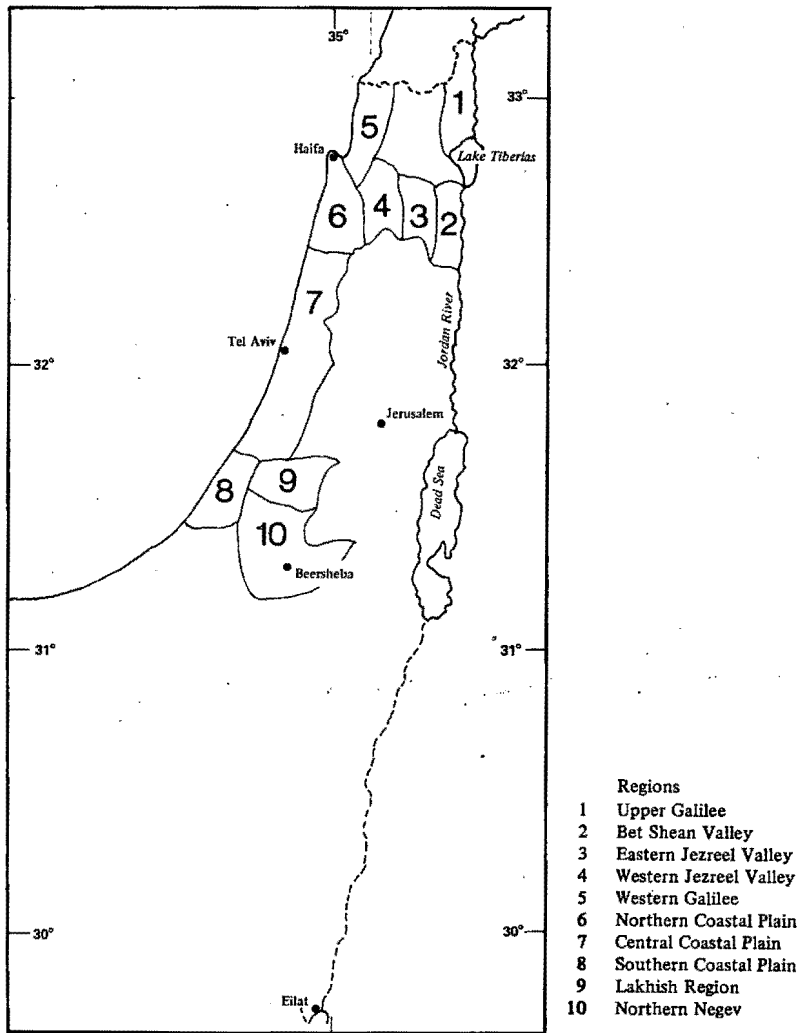 35°
33°
1
5
Haifa
Lake Tiberias
4
3
2
6
7
Jordan River
Tel Aviv
32°
32°
Jerusalem
9
8
Dead Sea
10
Beersheba
31°
31°
Regions
1 Upper Galilee
2 Bet Shean Valley
3 Eastern Jezreel Valley
4 Western Jezreel Valley
5 Western Galilee
6 Northern Coastal Plain
7 Central Coastal Plain
8 Southern Coastal Plain
9 Lakhish Region
10 Northern Negev
30°
30°
Eilat